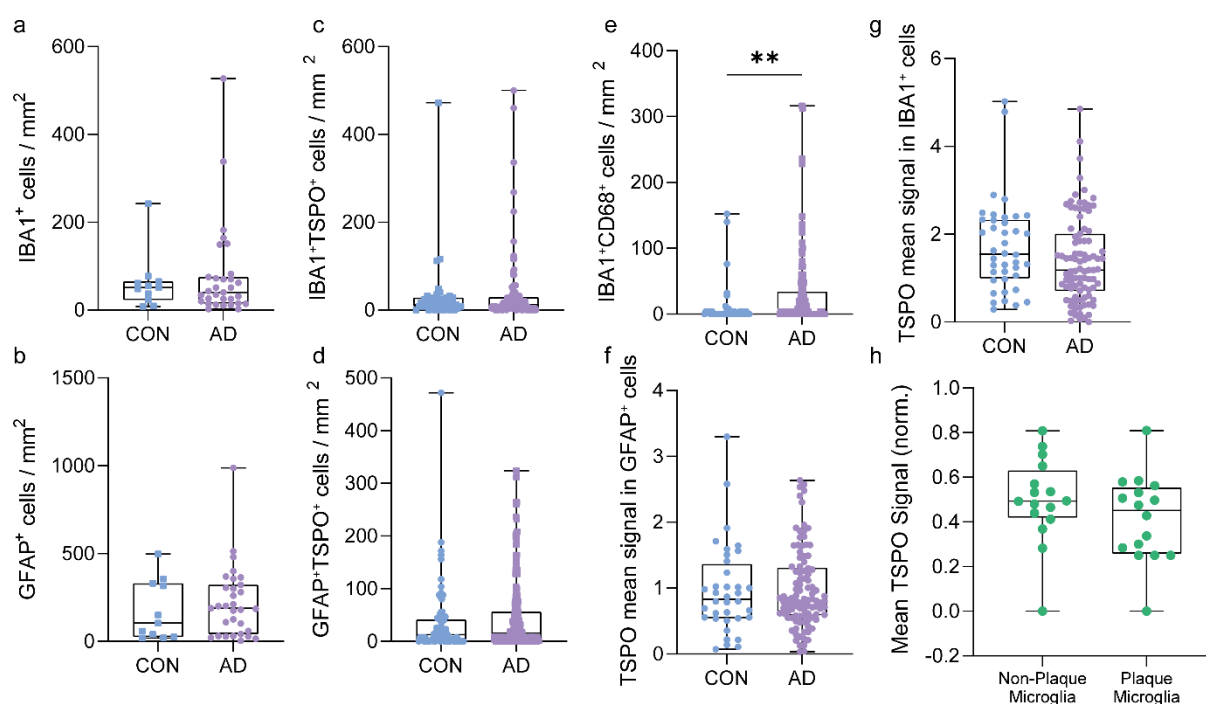 a
IBA1⁺ cells / mm²
600
400
200
0
CON AD
b
GFAP⁺ cells / mm²
1500
1000
500
0
CON AD
c
IBA1⁺TSPO⁺ cells / mm ²
600
400
200
0
CON AD
d
GFAP⁺TSPO⁺ cells / mm ²
500
400
300
200
100
0
CON AD
e
IBA1⁺CD68⁺ cells / mm ²
400
300
200
100
0
**
CON AD
f
TSPO mean signal in GFAP⁺ cells
4
3
2
1
0
CON AD
g
TSPO mean signal in IBA1⁺ cells
6
4
2
0
CON AD
h
Mean TSPO Signal (norm.)
1.0
0.8
0.6
0.4
0.2
0.0
-0.2
Non-Plaque Plaque
Microglia Microglia